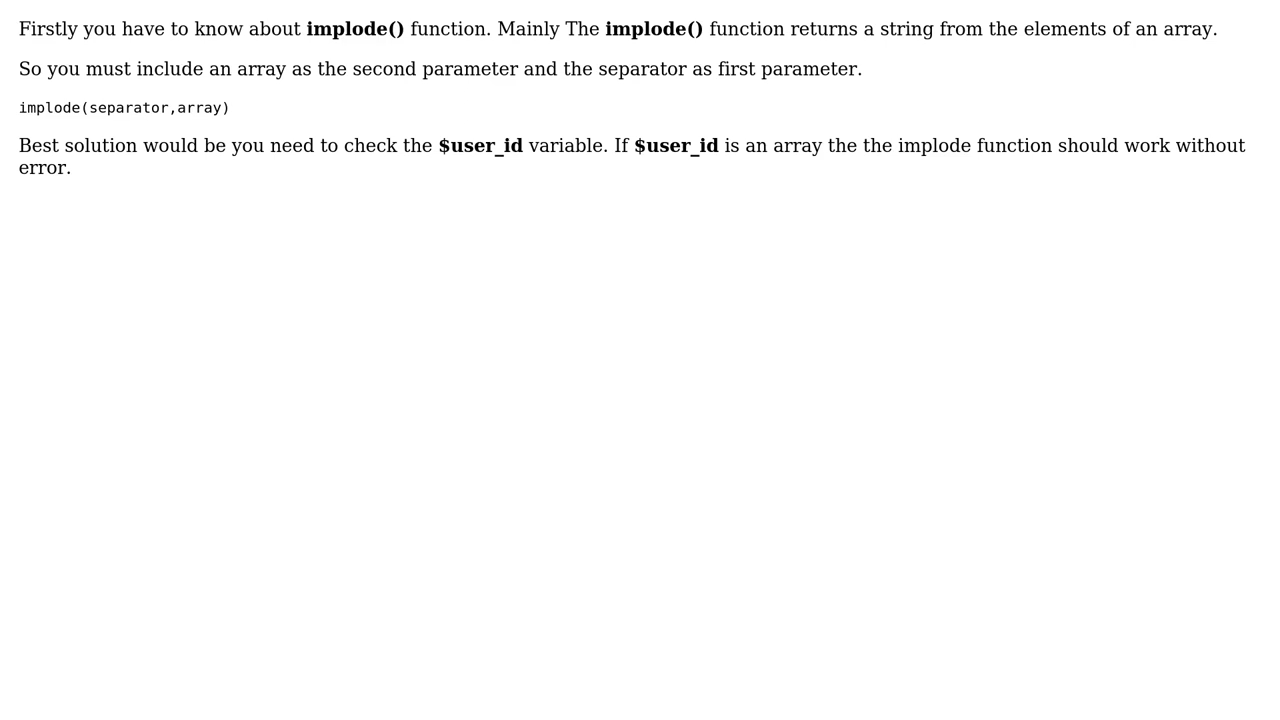 Firstly you have to know about implode() function. Mainly The implode() function returns a string from the elements of an array.
So you must include an array as the second parameter and the separator as first parameter.
implode(separator,array)
Best solution would be you need to check the $user_id variable. If $user_id is an array the the implode function should work without
error.